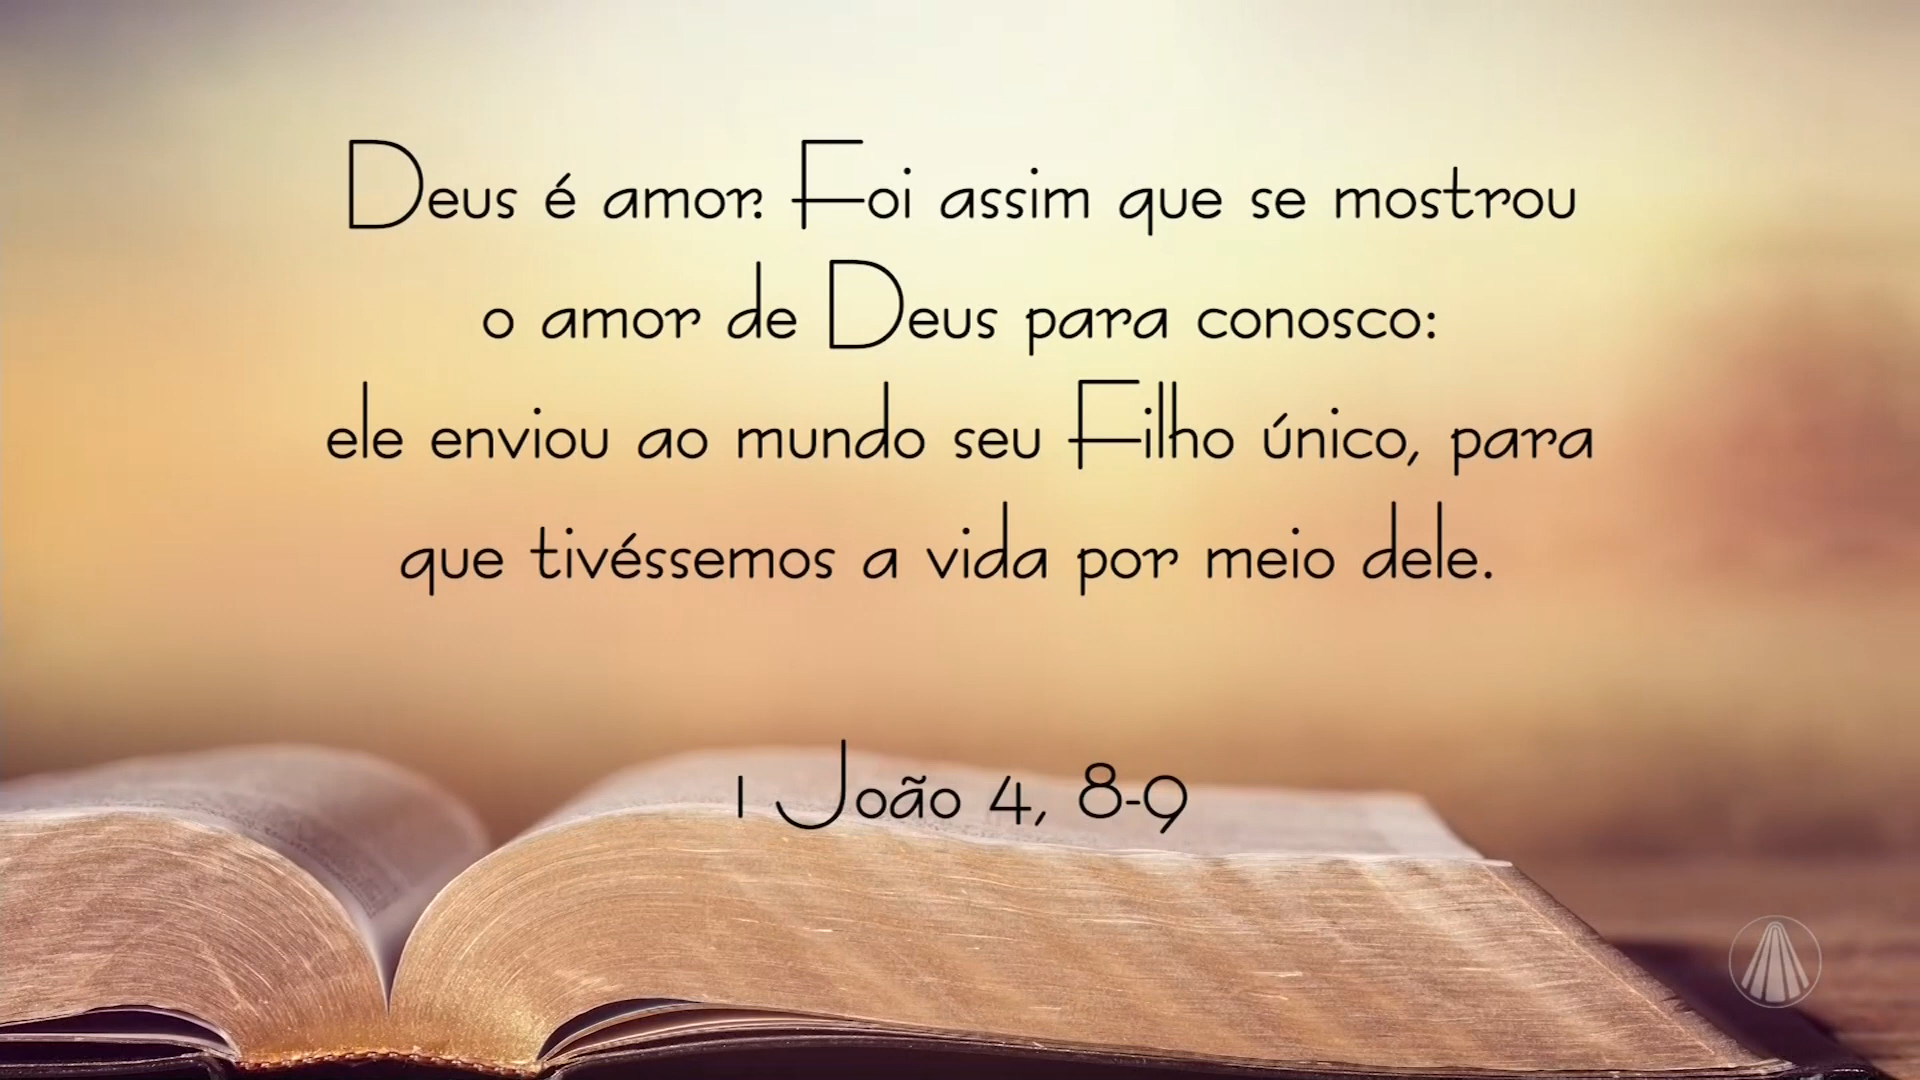 Deus é amor. Foi assim que se mostrou
o amor de Deus para conosco:
ele enviou ao mundo seu Filho único, para
que tivéssemos a vida por meio dele.
1 João 4, 8-9